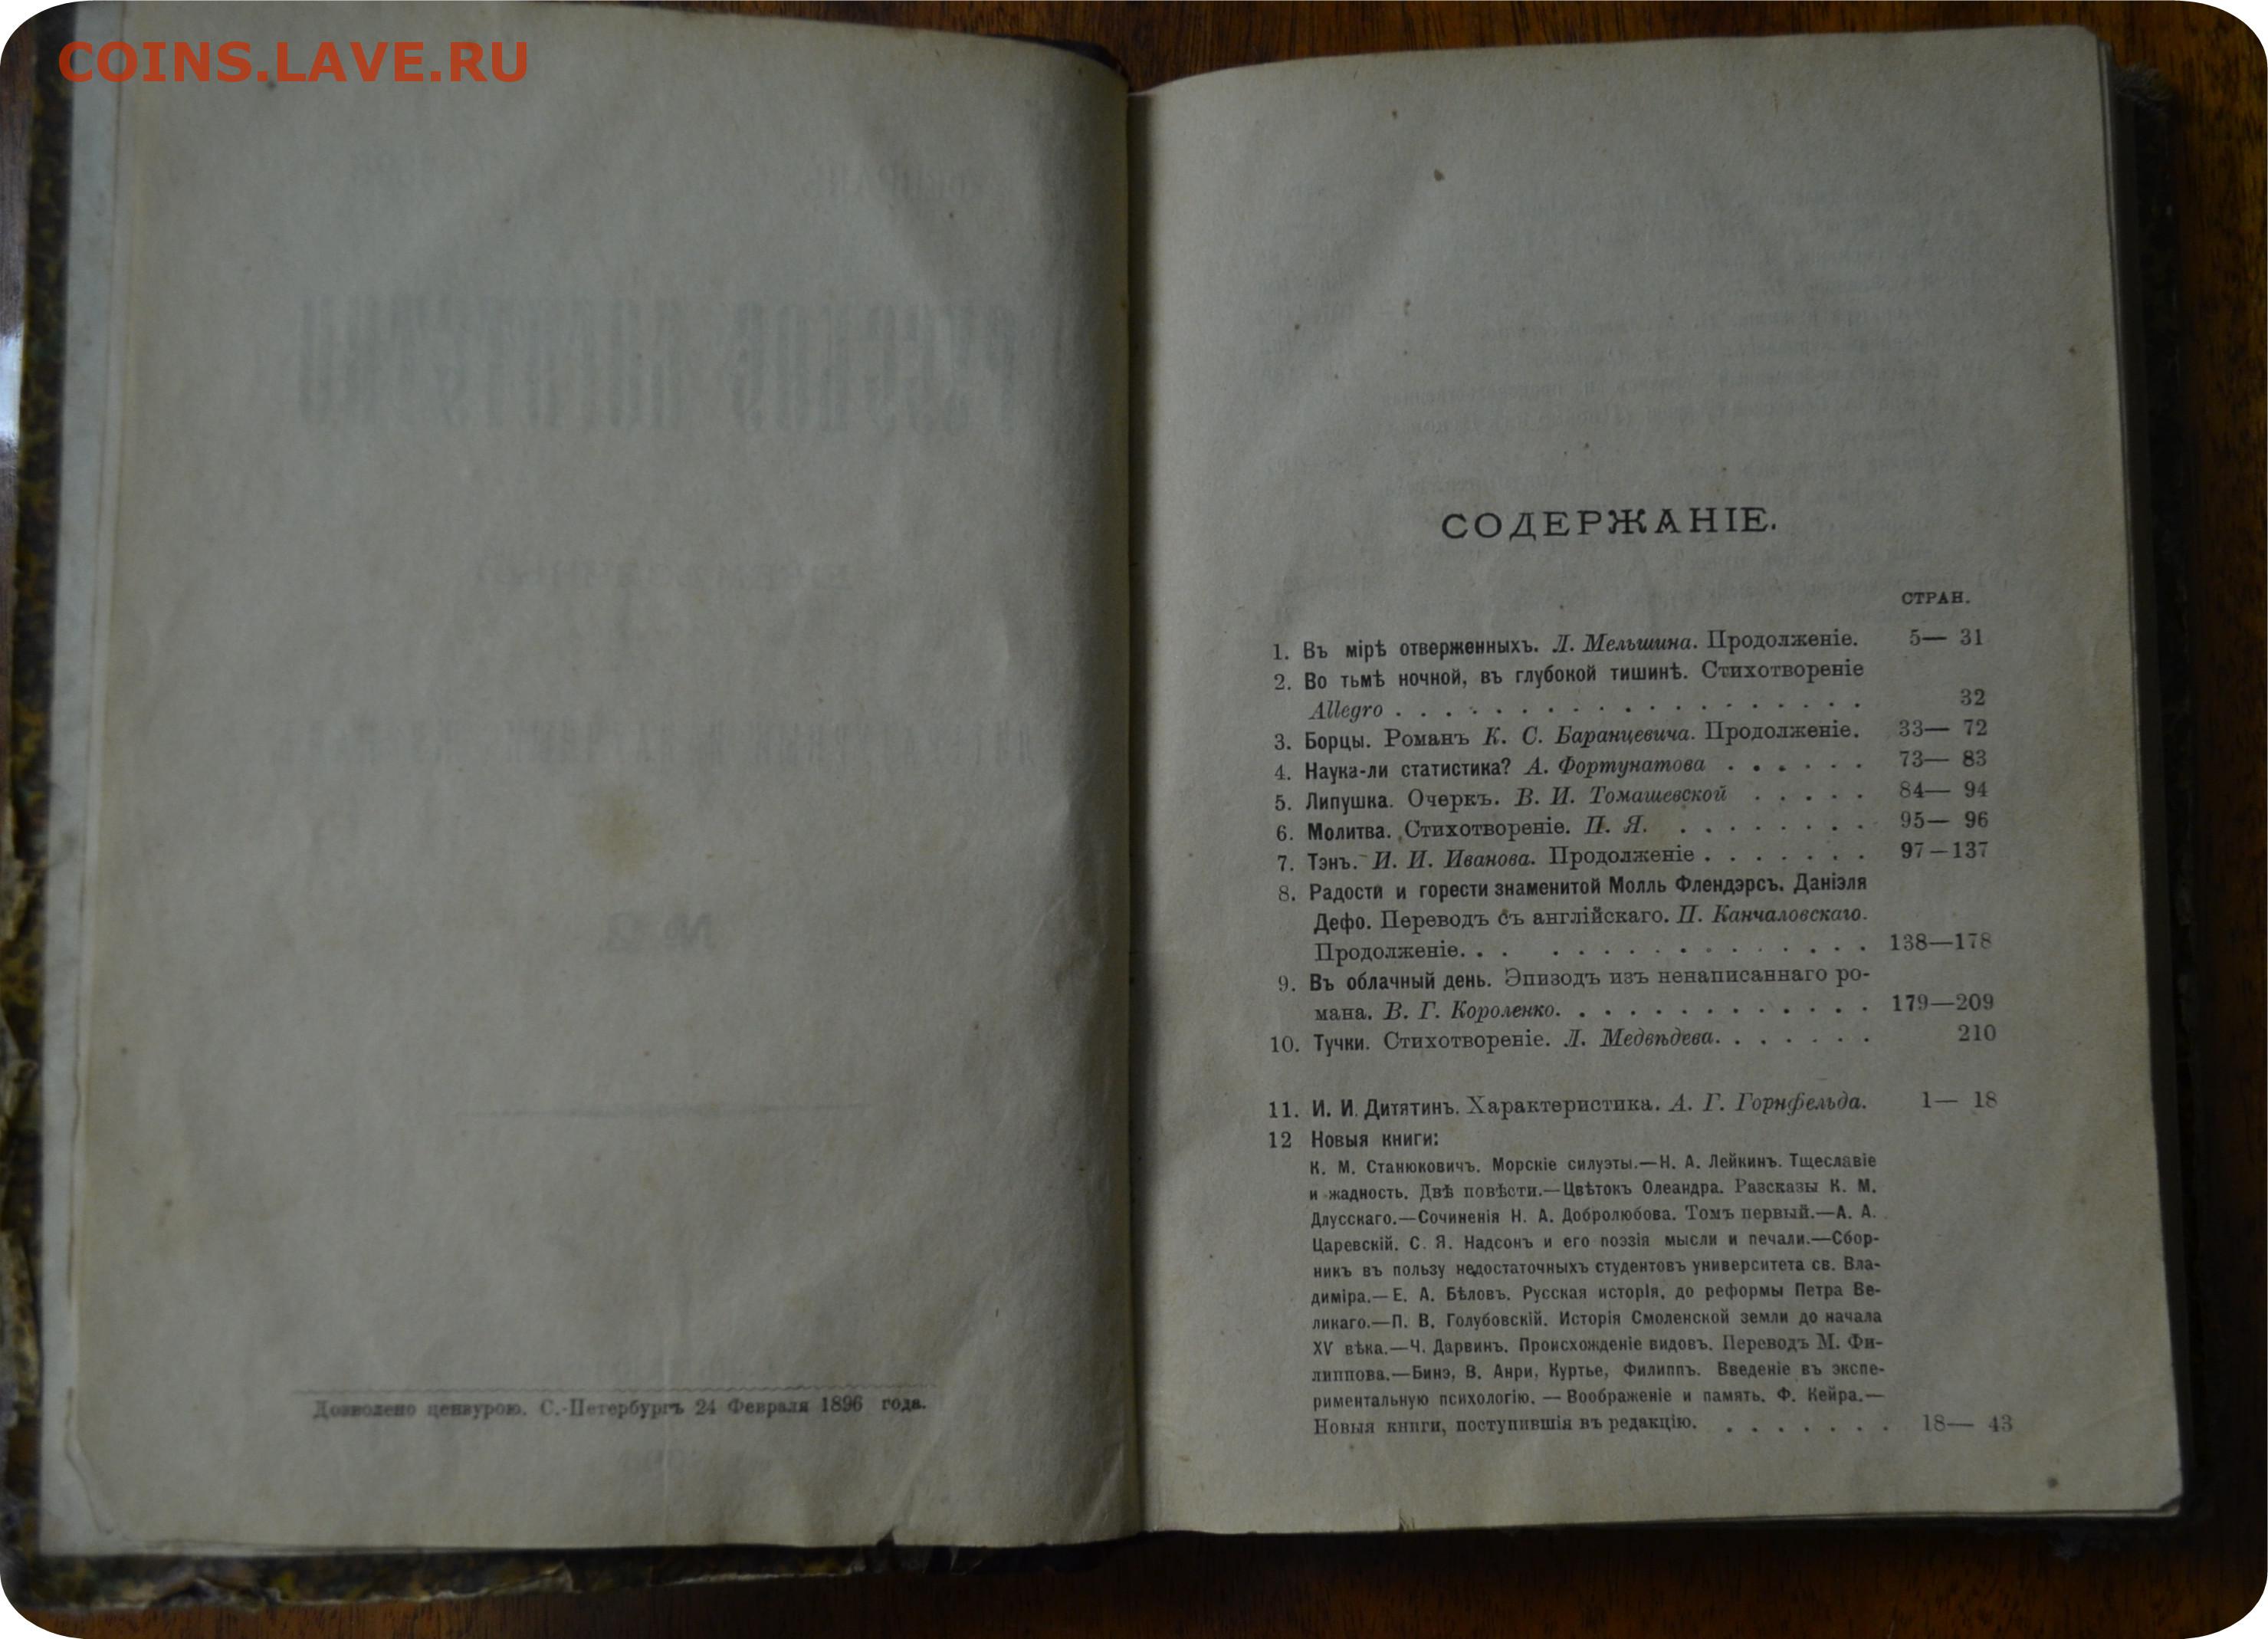 COINS.LAVE.RU
Дозволено цензурою. С.-Петербургъ 24 Февраля 1896 года.
СОДЕРЖАНІЕ.
СТРАН.
1. Въ мірѣ отверженныхъ. Л. Мельшина. Продолженіе. 5— 31
2. Во тьмѣ ночной, въ глубокой тишинѣ. Стихотвореніе
Allegro . . . . . . . . . . . . . . . . . . 32
3. Борцы. Романъ К. С. Баранцевича. Продолженіе. 33— 72
4. Наука-ли статистика? А. Фортунатова . . . . . . 73— 83
5. Липушка. Очеркъ. В. И. Томашевской . . . . . 84— 94
6. Молитва. Стихотвореніе. П. Я. . . . . . . . . 95— 96
7. Тэнъ. И. И. Иванова. Продолженіе . . . . . . . 97—137
8. Радости и горести знаменитой Молль Флендэрсъ. Даніэля
Дефо. Переводъ съ англійскаго. П. Канчаловскаго.
Продолженіе. . . . . . . . . . . . . . . . 138—178
9. Въ облачный день. Эпизодъ изъ ненаписаннаго ро-
мана. В. Г. Короленко. . . . . . . . . . . . . 179—209
10. Тучки. Стихотвореніе. Л. Медвѣдева. . . . . . . 210
11. И. И. Дитятинъ. Характеристика. А. Г. Горнфельда. 1— 18
12 Новыя книги:
К. М. Станюковичъ. Морскіе силуэты.—Н. А. Лейкинъ. Тщеславіе
и жадность. Двѣ повѣсти.—Цвѣтокъ Олеандра. Разсказы К. М.
Длусскаго.—Сочиненія Н. А. Добролюбова. Томъ первый.—А. А.
Царевскій. С. Я. Надсонъ и его поэзія мысли и печали.—Сбор-
никъ въ пользу недостаточныхъ студентовъ университета св. Вла-
диміра.—Е. А. Бѣловъ. Русская исторія, до реформы Петра Ве-
ликаго.—П. В. Голубовскій. Исторія Смоленской земли до начала
XV вѣка.—Ч. Дарвинъ. Происхожденіе видовъ. Переводъ М. Фи-
липпова.—Бинэ, В. Анри, Куртье, Филиппъ. Введеніе въ экспе-
риментальную психологію. — Воображеніе и память. Ф. Кейра.—
Новыя книги, поступившія въ редакцію. . . . . . . . 18— 43